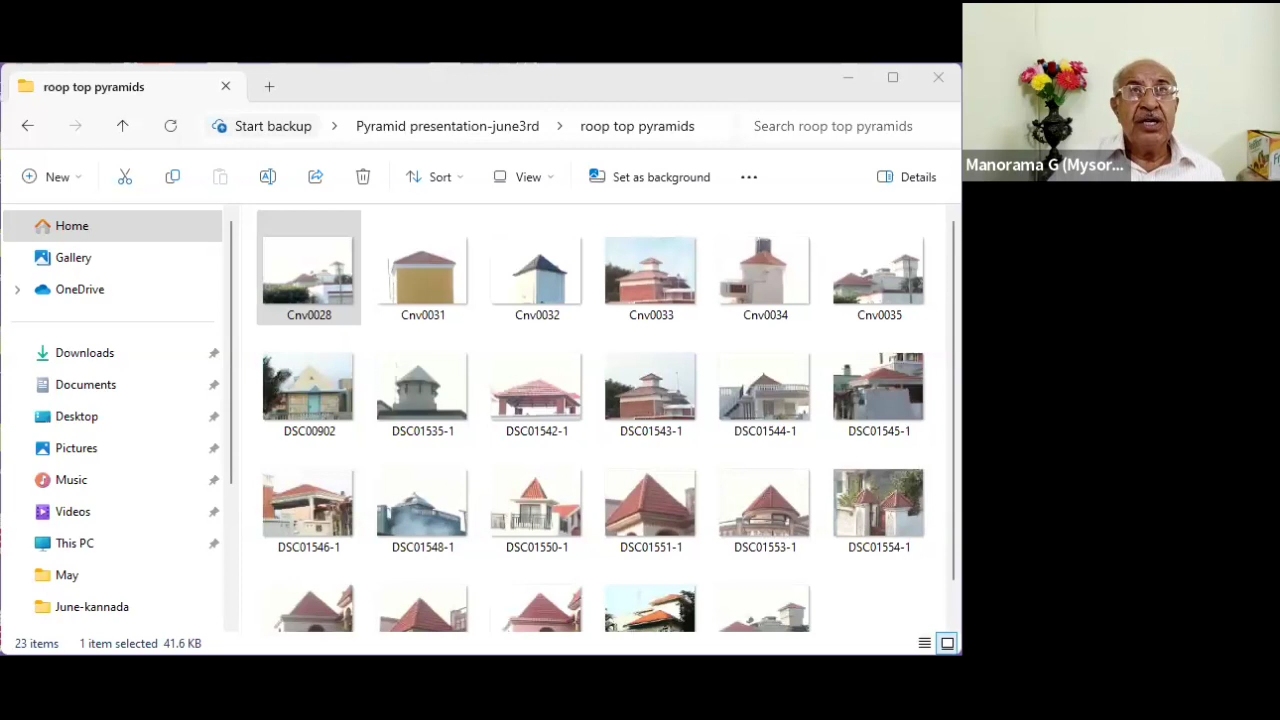 roop top pyramids
Start backup
Pyramid presentation-june3rd
roop top pyramids
Search roop top pyramids
New
Sort
View
Set as background
Details
Home
Gallery
OneDrive
Downloads
Documents
Desktop
Pictures
Music
Videos
This PC
May
June-kannada
Cnv0028
Cnv0031
Cnv0032
Cnv0033
Cnv0034
Cnv0035
DSC00902
DSC01535-1
DSC01542-1
DSC01543-1
DSC01544-1
DSC01545-1
DSC01546-1
DSC01548-1
DSC01550-1
DSC01551-1
DSC01553-1
DSC01554-1
23 items
1 item selected 41.6 KB
Manorama G (Mysor...